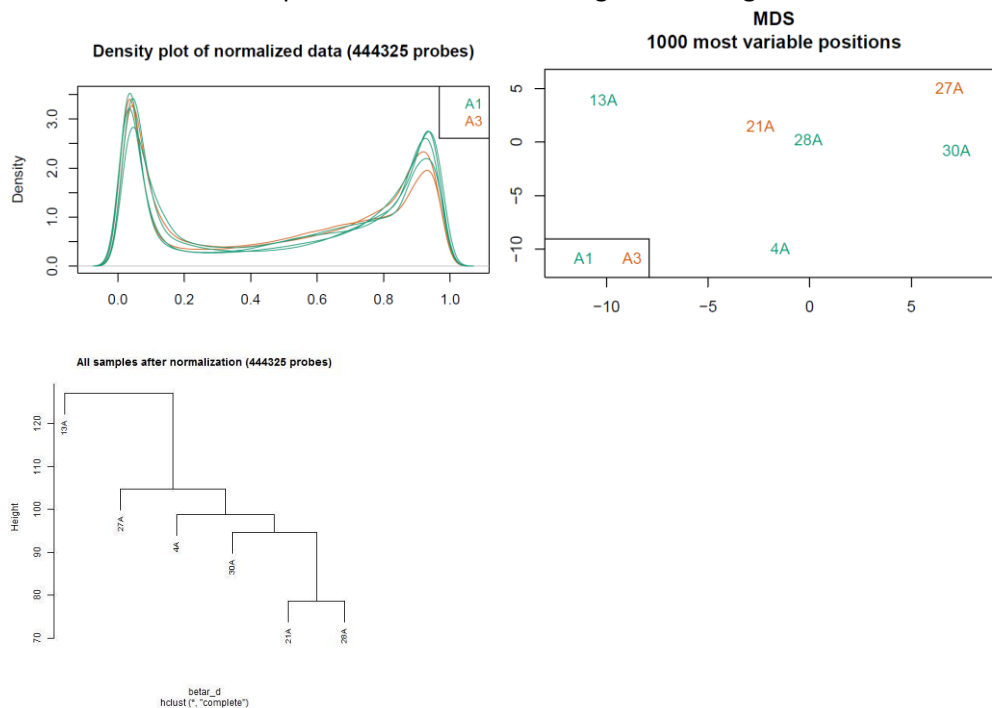 MDS
1000 most variable positions
Density plot of normalized data (444325 probes)
A1
A3
Density
0.0 1.0 2.0 3.0
0.0 0.2 0.4 0.6 0.8 1.0
13A
27A
21A
28A
30A
4A
A1 A3
5
0
−5
−10
−10 −5 0 5
All samples after normalization (444325 probes)
Height
70 80 90 100 110 120
13A
27A
4A
30A
21A
28A
betar_d
hclust (*, "complete")